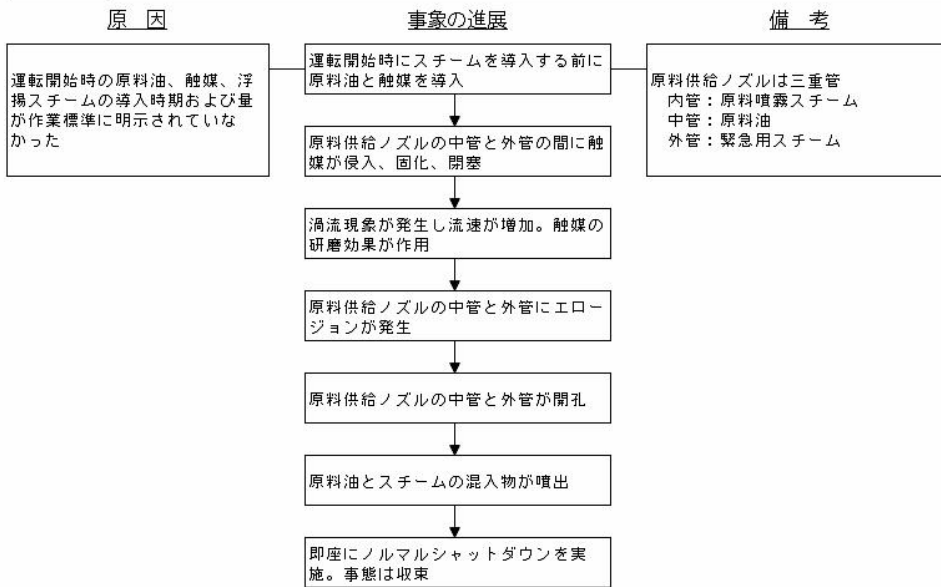 原 因
事象の進展
備 考
運転開始時の原料油、触媒、浮
揚スチームの導入時期および量
が作業標準に明示されていな
かった
運転開始時にスチームを導入する前に
原料油と触媒を導入
原料供給ノズルは三重管
内管：原料噴霧スチーム
中管：原料油
外管：緊急用スチーム
原料供給ノズルの中管と外管の間に触
媒が侵入、固化、閉塞
渦流現象が発生し流速が増加。触媒の
研磨効果が作用
原料供給ノズルの中管と外管にエロー
ジョンが発生
原料供給ノズルの中管と外管が開孔
原料油とスチームの混入物が噴出
即座にノルマルシャットダウンを実
施。事態は収束